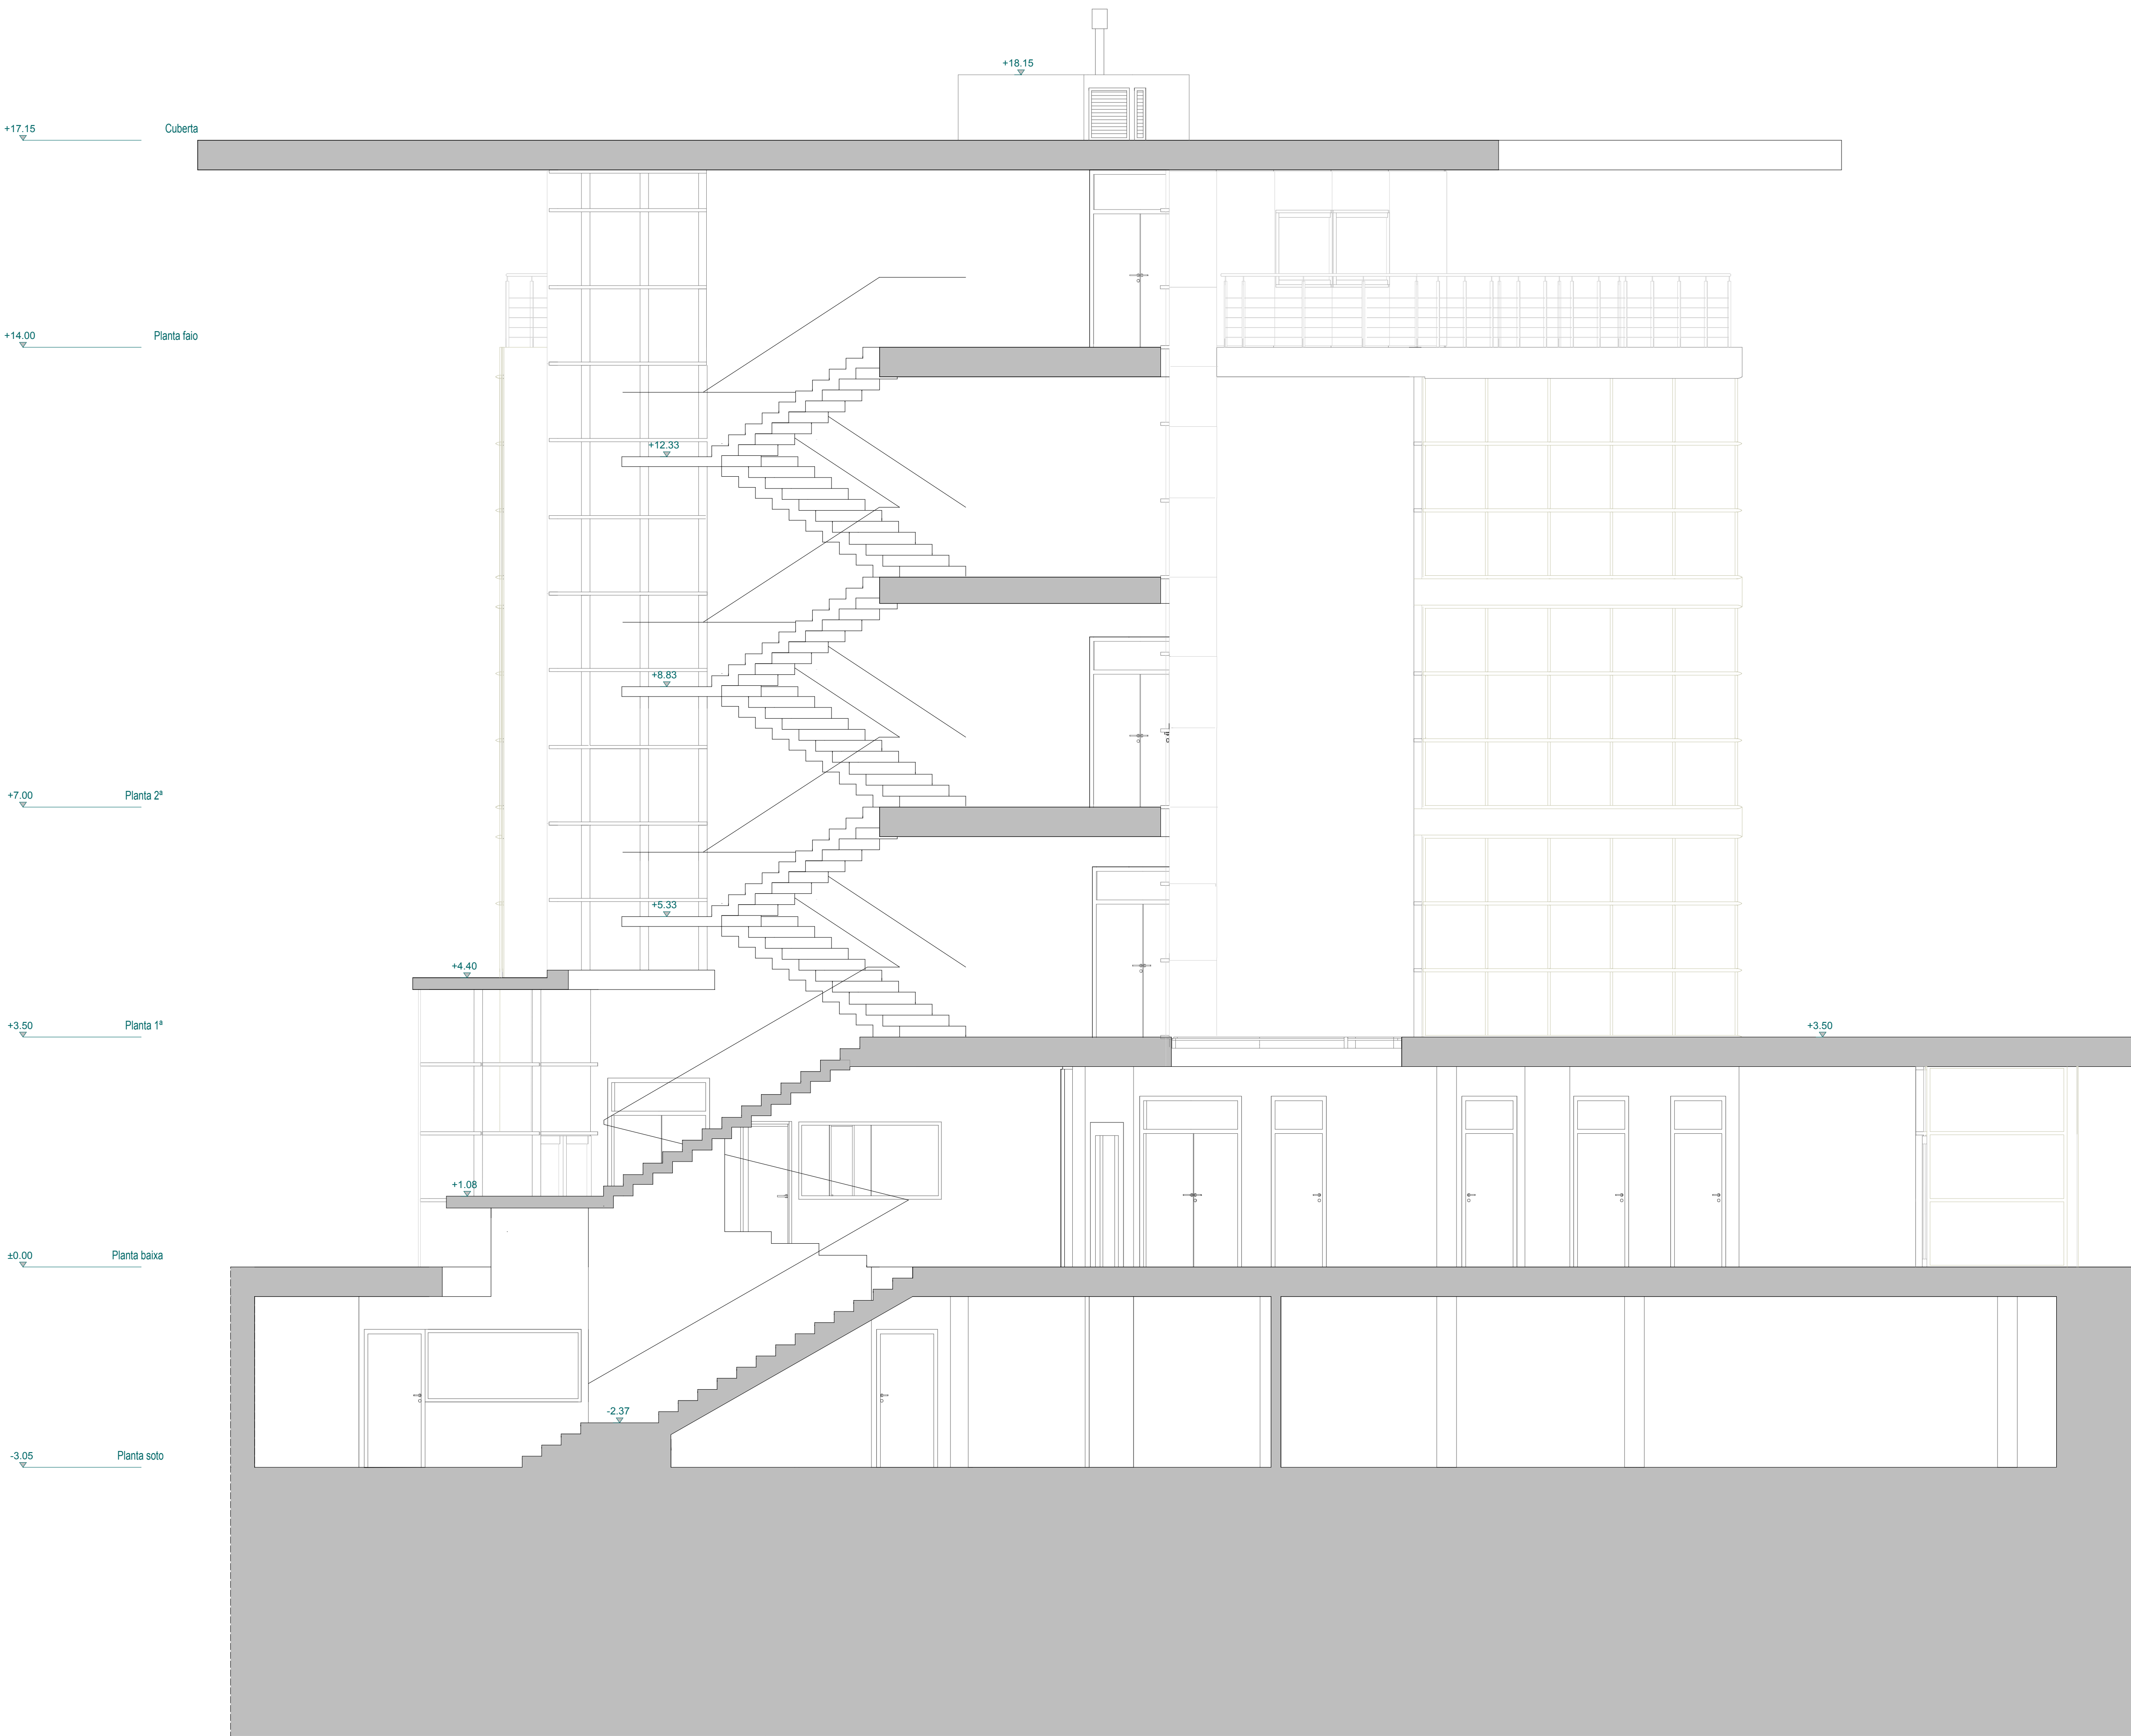 +18.15
+17.15 Cuberta
+14.00 Planta faio
+12.33
+8.83
+7.00 Planta 2ª
+5.33
+4.40
+3.50 Planta 1ª
+3.50
+1.08
±0.00 Planta baixa
-2.37
-3.05 Planta soto